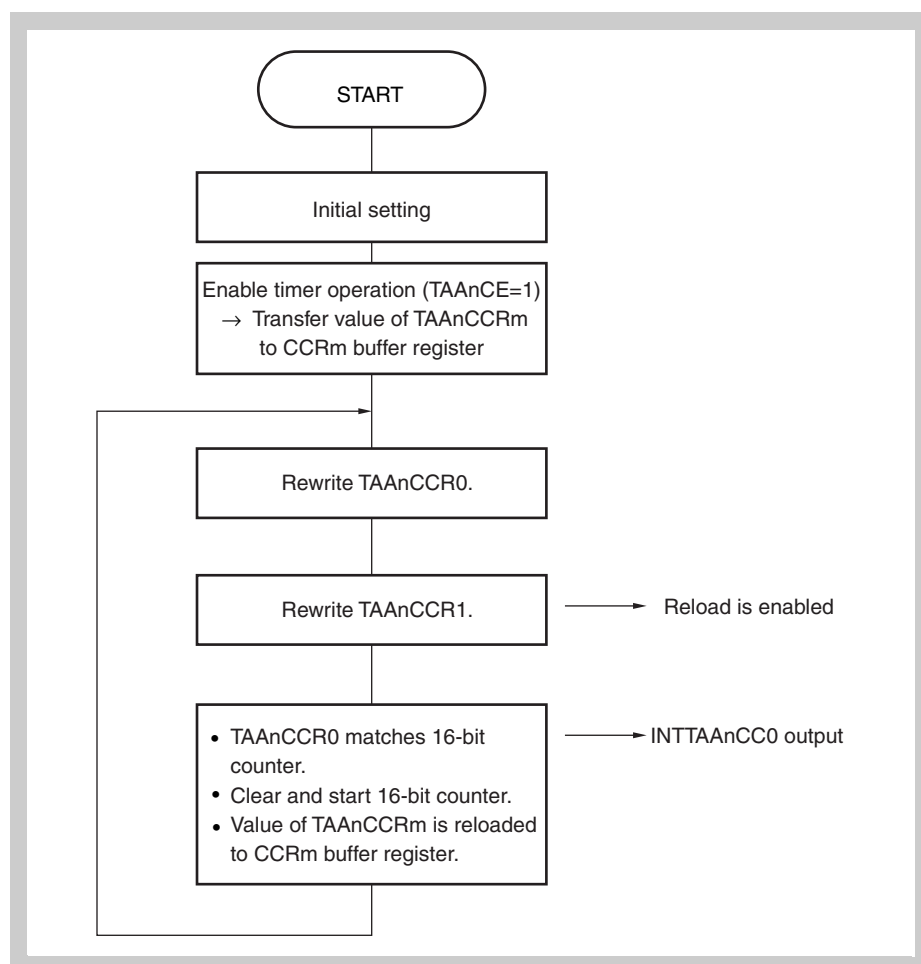 START
Initial setting
Enable timer operation (TAAnCE=1)
→ Transfer value of TAAnCCRm
to CCRm buffer register
Rewrite TAAnCCR0.
Rewrite TAAnCCR1.
Reload is enabled
• TAAnCCR0 matches 16-bit
counter.
• Clear and start 16-bit counter.
• Value of TAAnCCRm is reloaded
to CCRm buffer register.
INTTAAnCC0 output